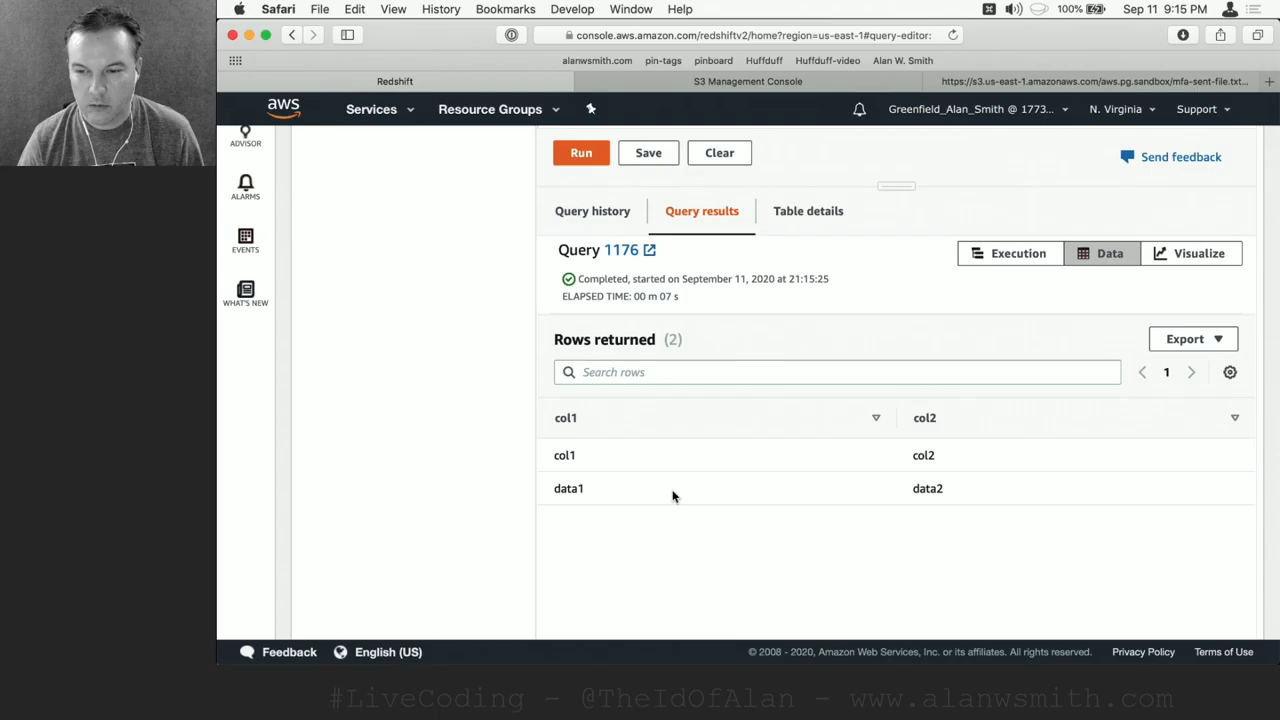 Safari File Edit View History Bookmarks Develop Window Help 100% Sep 11 9:15 PM
console.aws.amazon.com/redshiftv2/home?region=us-east-1#query-editor:
alanwsmith.com pin-tags pinboard Huffduff Huffduff-video Alan W. Smith
Redshift S3 Management Console https://s3.us-east-1.amazonaws.com/aws.pg.sandbox/mfa-sent-file.txt...
aws Services Resource Groups Greenfield_Alan_Smith @ 1773... N. Virginia Support
ADVISOR
ALARMS
EVENTS
WHAT'S NEW
Run Save Clear Send feedback
Query history Query results Table details
Query 1176 Execution Data Visualize
Completed, started on September 11, 2020 at 21:15:25
ELAPSED TIME: 00 m 07 s
Rows returned (2) Export
Search rows 1
col1 col2
col1 col2
data1 data2
Feedback English (US) © 2008 - 2020, Amazon Web Services, Inc. or its affiliates. All rights reserved. Privacy Policy Terms of Use
#LiveCoding - @TheIdOfAlan - www.alanwsmith.com